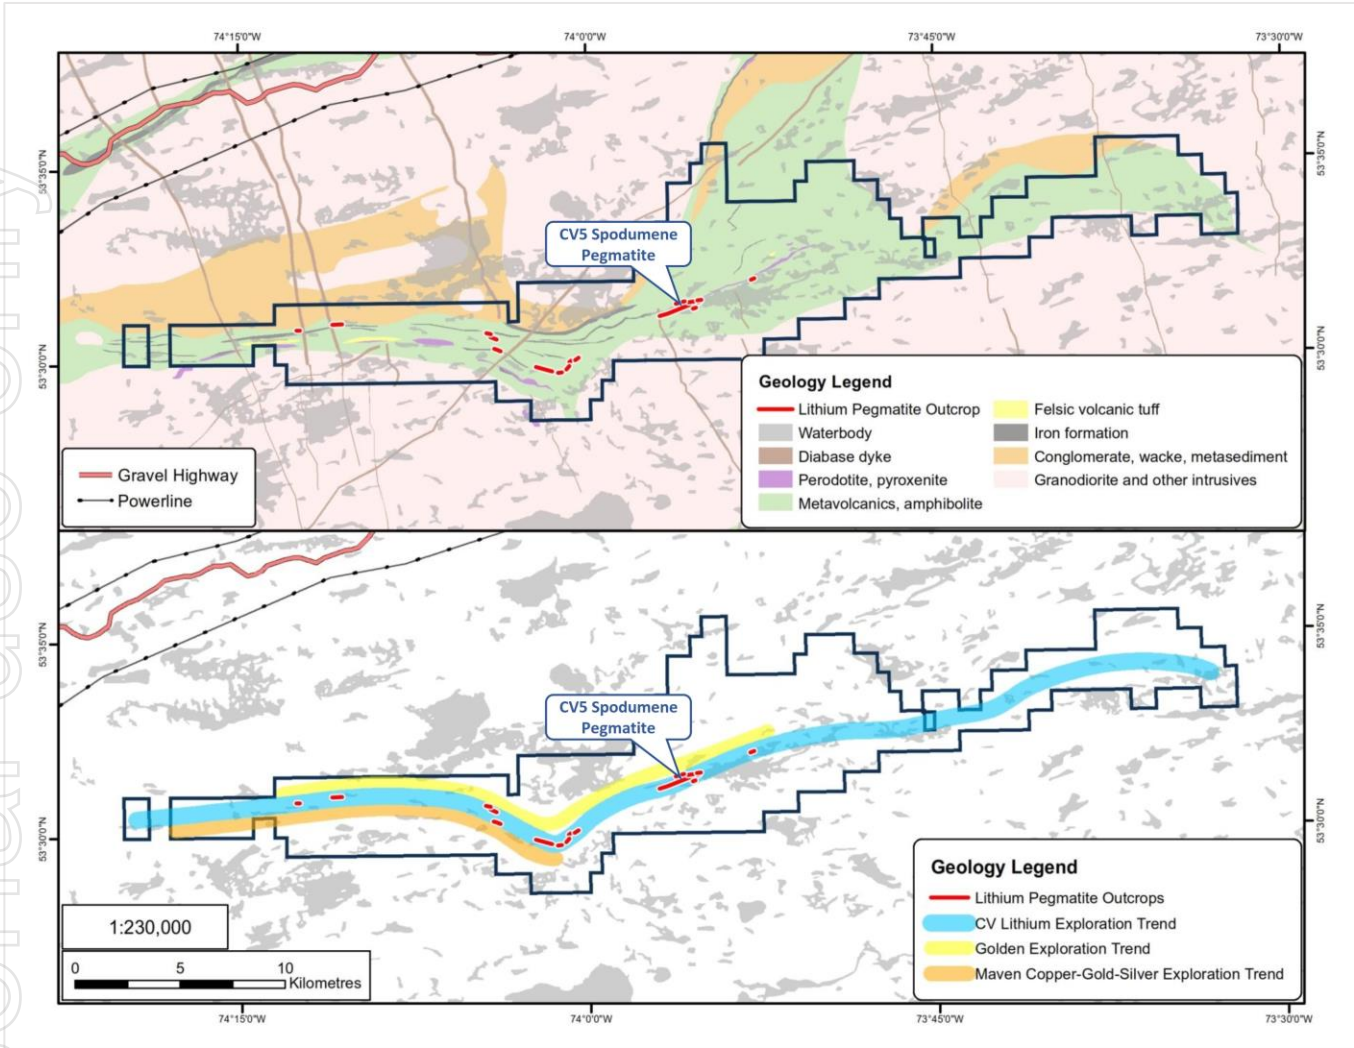 74°15'0"W
74°0'0"W
73°45'0"W
73°30'0"W
53°35'0"N
53°35'0"N
CV5 Spodumene
Pegmatite
53°30'0"N
53°30'0"N
Geology Legend
Lithium Pegmatite Outcrop
Waterbody
Diabase dyke
Perodotite, pyroxenite
Metavolcanics, amphibolite
Felsic volcanic tuff
Iron formation
Conglomerate, wacke, metasediment
Granodiorite and other intrusives
Gravel Highway
Powerline
53°35'0"N
53°35'0"N
CV5 Spodumene
Pegmatite
53°30'0"N
53°30'0"N
Geology Legend
Lithium Pegmatite Outcrops
CV Lithium Exploration Trend
Golden Exploration Trend
Maven Copper-Gold-Silver Exploration Trend
1:230,000
0 5 10
Kilometres
74°15'0"W
74°0'0"W
73°45'0"W
73°30'0"W